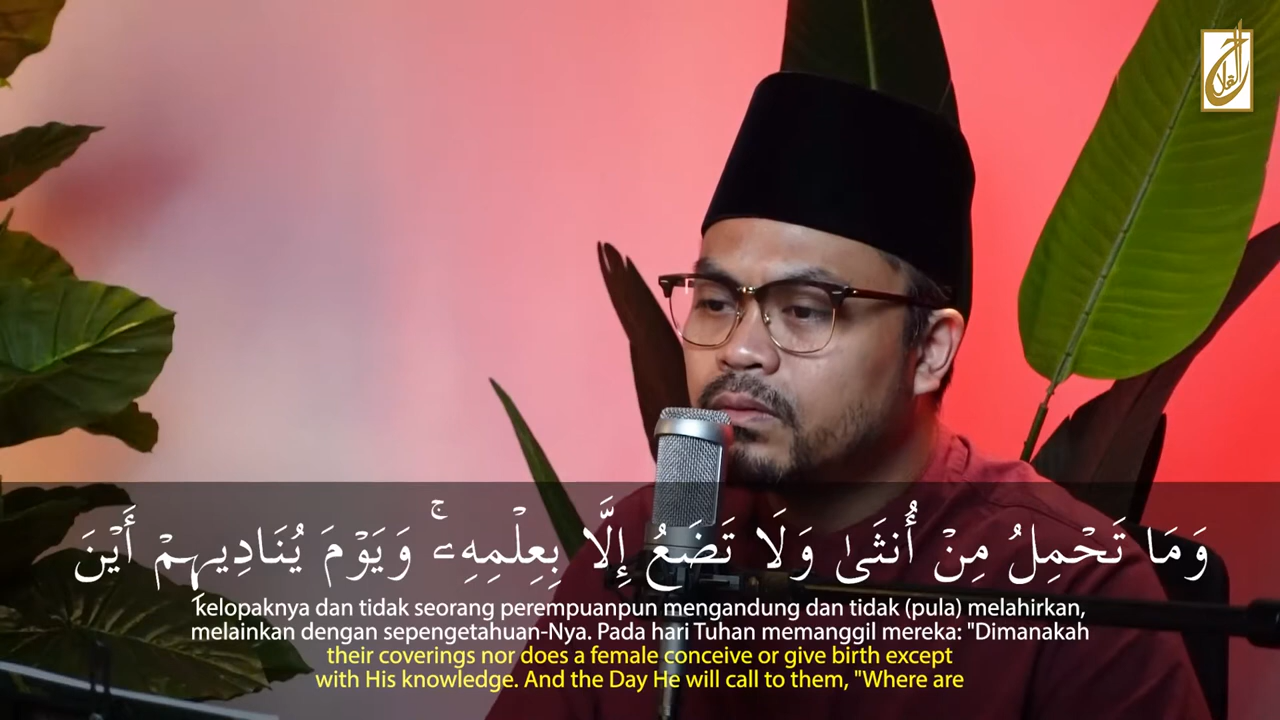 وَمَا تَحْمِلُ مِنْ أُنثَىٰ وَلَا تَضَعُ إِلَّا بِعِلْمِهِۦۚ وَيَوْمَ يُنَادِيهِمْ أَيْنَ
kelopaknya dan tidak seorang perempuanpun mengandung dan tidak (pula) melahirkan,
melainkan dengan sepengetahuan-Nya. Pada hari Tuhan memanggil mereka: "Dimanakah
their coverings nor does a female conceive or give birth except
with His knowledge. And the Day He will call to them, "Where are